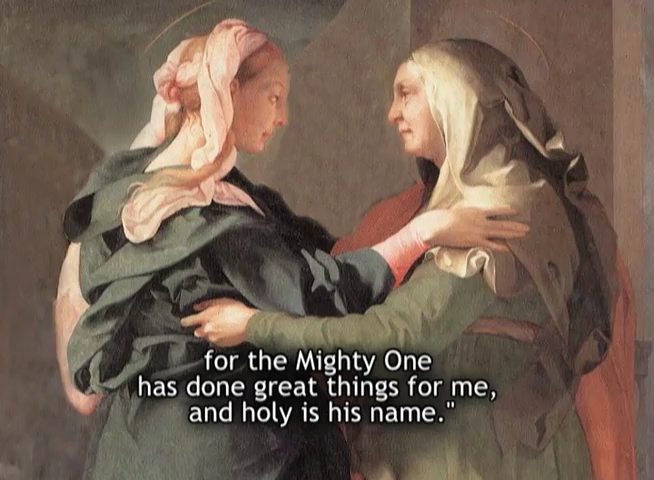 for the Mighty One
has done great things for me,
and holy is his name."